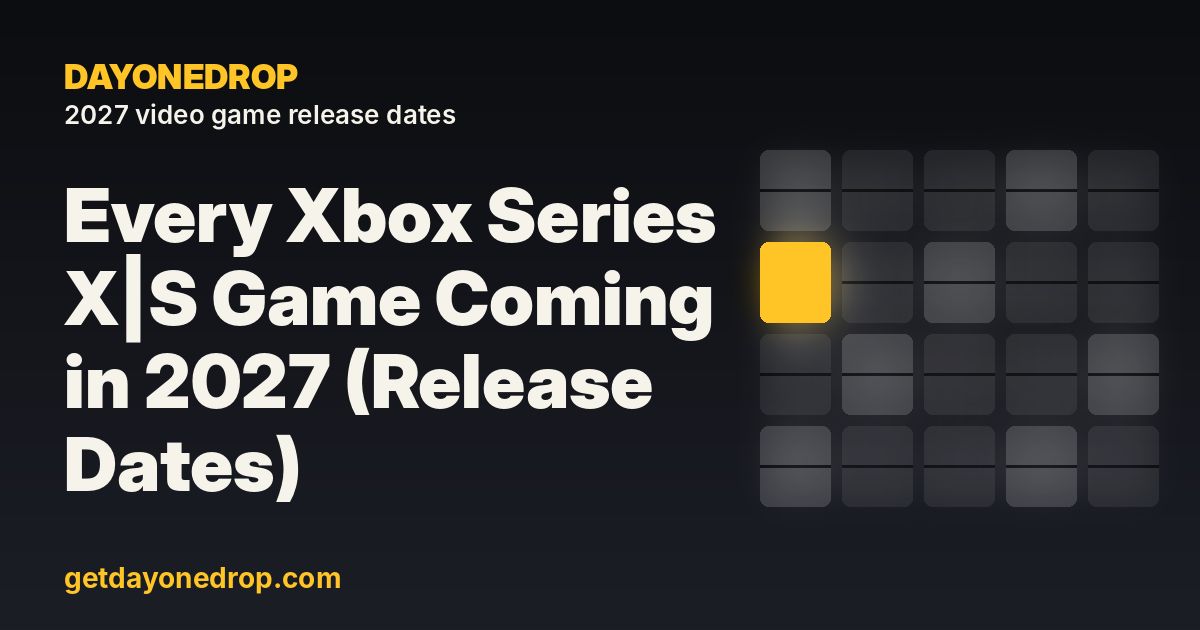 DAYONEDROP
2027 video game release dates
Every Xbox Series
X|S Game Coming
in 2027 (Release
Dates)
getdayonedrop.com